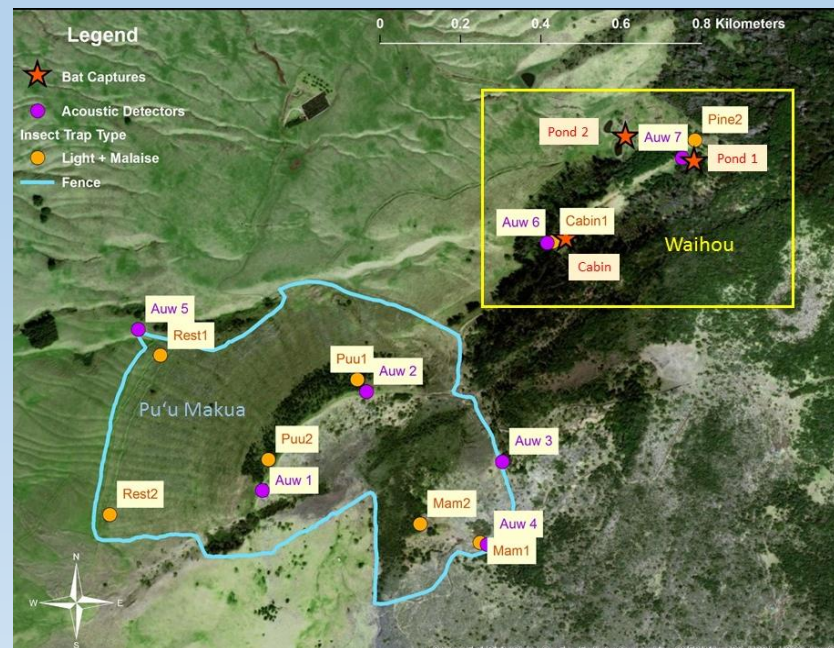 Legend
Bat Captures
Acoustic Detectors
Insect Trap Type
Light + Malaise
Fence
0 0.2 0.4 0.6 0.8 Kilometers
Pond 2
Auw 7
Pine2
Pond 1
Auw 6
Cabin1
Cabin
Waihou
Auw 5
Rest1
Puu1
Auw 2
Pu‘u Makua
Puu2
Auw 3
Auw 1
Rest2
Mam2
Auw 4
Mam1
N
W E
S